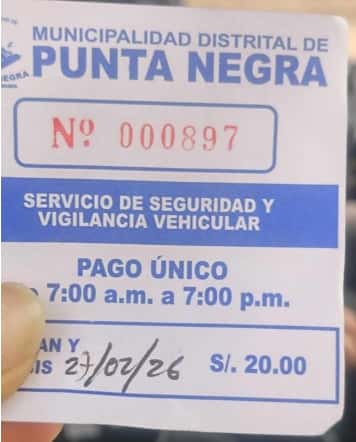 MUNICIPALIDAD DISTRITAL DE
PUNTA NEGRA
Nº 000897
SERVICIO DE SEGURIDAD Y
VIGILANCIA VEHICULAR
PAGO ÚNICO
7:00 a.m. a 7:00 p.m.
27/02/26 S/. 20.00